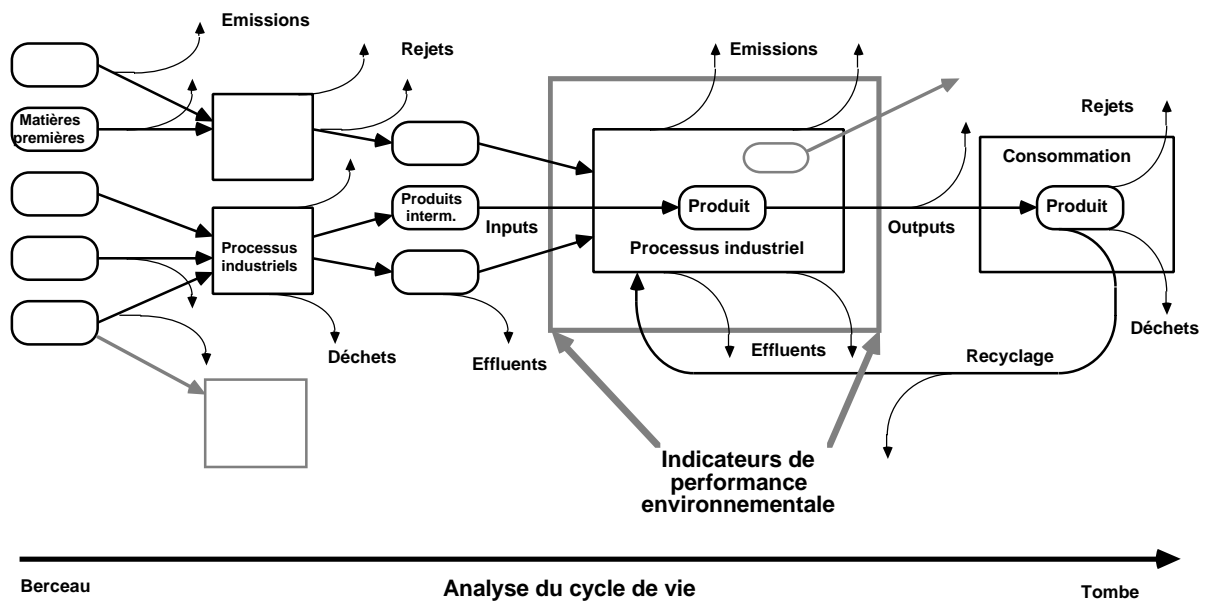 Emissions
Rejets
Emissions
Rejets
Matières
premières
Consommation
Produits
interm.
Produit
Produit
Inputs
Outputs
Processus
industriels
Processus industriel
Déchets
Effluents
Effluents
Déchets
Recyclage
Indicateurs de
performance
environnementale
Berceau
Analyse du cycle de vie
Tombe